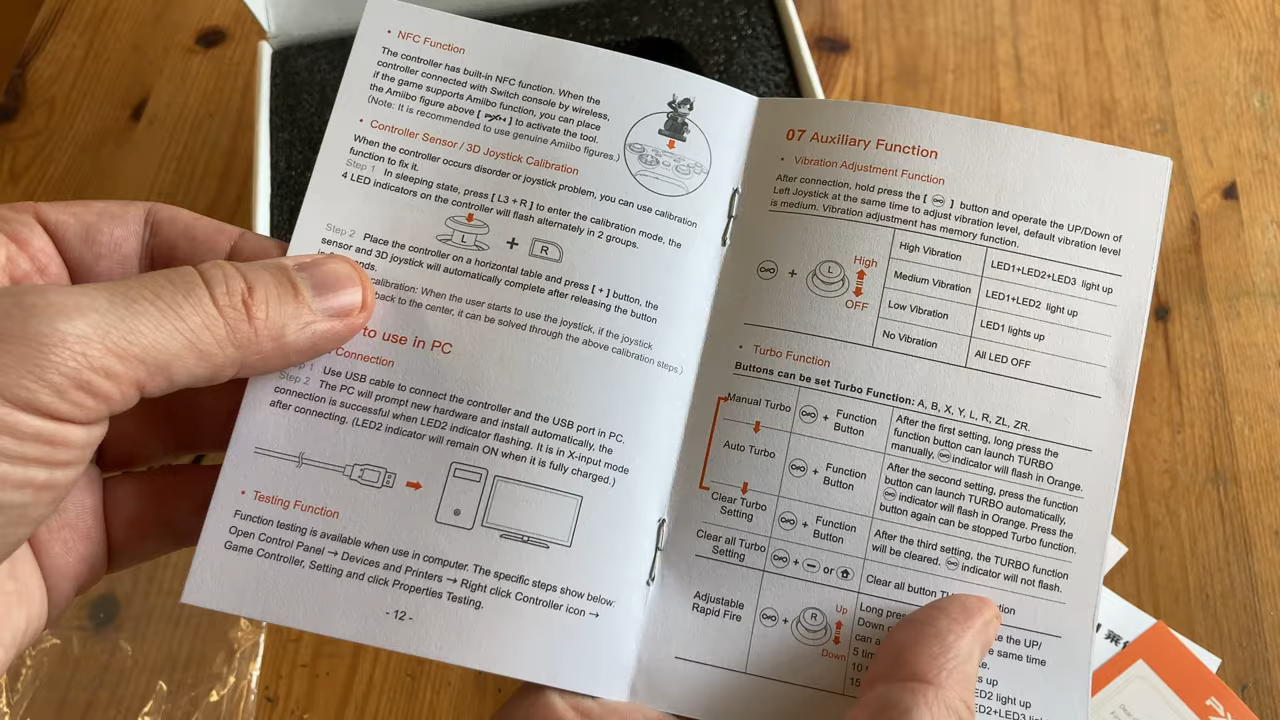 • NFC Function
The controller has built-in NFC function. When the
controller connected with Switch console by wireless,
if the game supports Amiibo function, you can place
the Amiibo figure above [ ] to activate the tool.
(Note: It is recommended to use genuine Amiibo figures.)
• Controller Sensor / 3D Joystick Calibration
When the controller occurs disorder or joystick problem, you can use calibration
function to fix it.
Step 1 In sleeping state, press [ L3 + R ] to enter the calibration mode, the
4 LED indicators on the controller will flash alternately in 2 groups.
L + R
Step 2 Place the controller on a horizontal table and press [ + ] button, the
sensor and 3D joystick will automatically complete after releasing the button
calibration: When the user starts to use the joystick, if the joystick
back to the center, it can be solved through the above calibration steps.)
to use in PC
Connection
Use USB cable to connect the controller and the USB port in PC.
Step 2 The PC will prompt new hardware and install automatically, the
connection is successful when LED2 indicator flashing. It is in X-input mode
after connecting. (LED2 indicator will remain ON when it is fully charged.)
• Testing Function
Function testing is available when use in computer. The specific steps show below:
Open Control Panel → Devices and Printers → Right click Controller icon →
Game Controller, Setting and click Properties Testing.
- 12 -
07 Auxiliary Function
• Vibration Adjustment Function
After connection, hold press the [ ] button and operate the UP/Down of
Left Joystick at the same time to adjust vibration level, default vibration level
is medium. Vibration adjustment has memory function.
+ L High OFF
High Vibration LED1+LED2+LED3 light up
Medium Vibration LED1+LED2 light up
Low Vibration LED1 lights up
No Vibration All LED OFF
• Turbo Function
Buttons can be set Turbo Function: A, B, X, Y, L, R, ZL, ZR.
Manual Turbo
+ Function
Button
After the first setting, long press the
function button can launch TURBO
manually, indicator will flash in Orange.
Auto Turbo
+ Function
Button
After the second setting, press the function
button can launch TURBO automatically,
indicator will flash in Orange. Press the
button again can be stopped Turbo function.
Clear Turbo
Setting
+ Function
Button
After the third setting, the TURBO function
will be cleared. indicator will not flash.
Clear all Turbo
Setting
+ − or
Clear all button
Adjustable
Rapid Fire
+ R Up Down
Long
Down
can a
5
10
15
the UP/
same time
up
light up